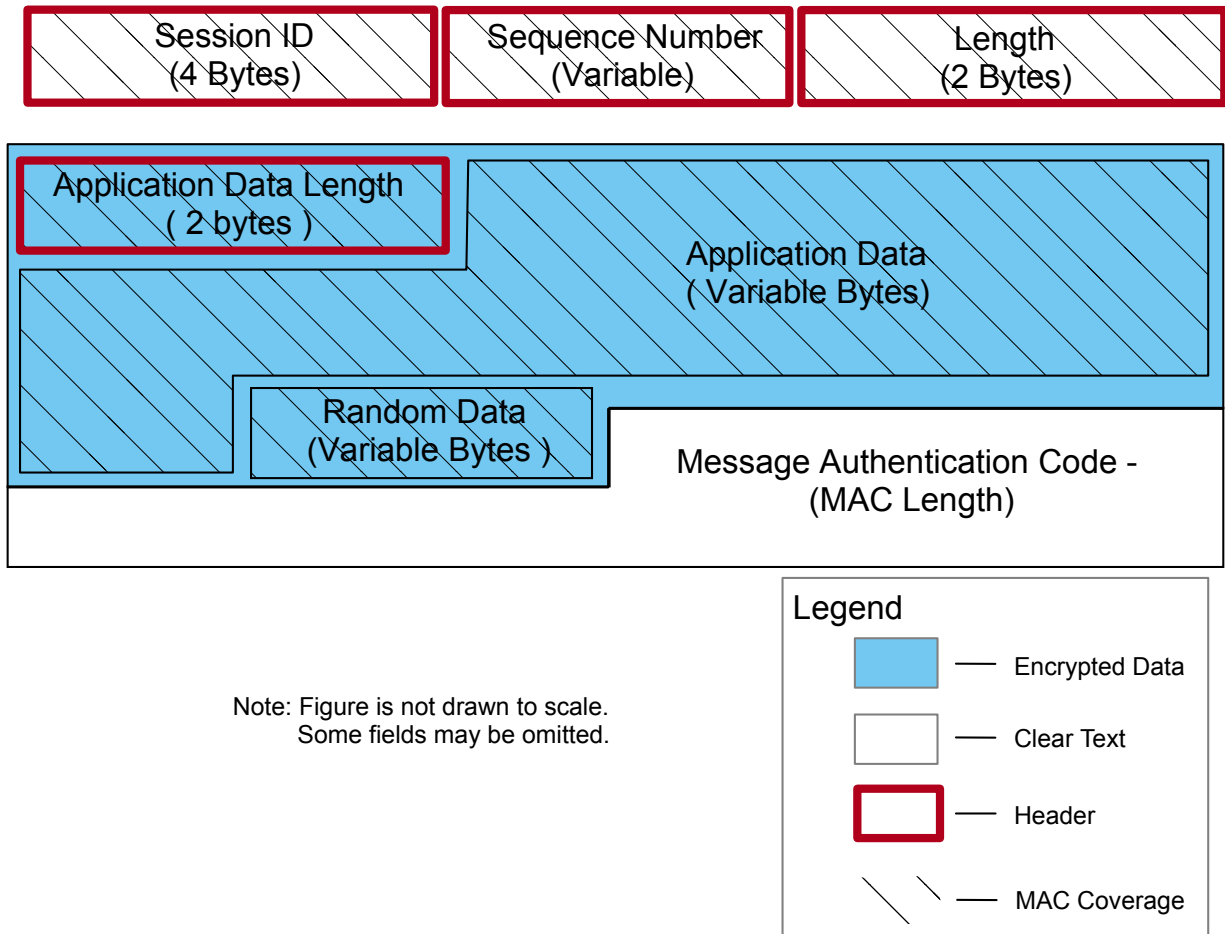 Session ID
(4 Bytes)
Sequence Number
(Variable)
Length
(2 Bytes)
Application Data Length
( 2 bytes )
Application Data
( Variable Bytes)
Random Data
(Variable Bytes )
Message Authentication Code -
(MAC Length)
Note: Figure is not drawn to scale.
Some fields may be omitted.
Legend
Encrypted Data
Clear Text
Header
MAC Coverage